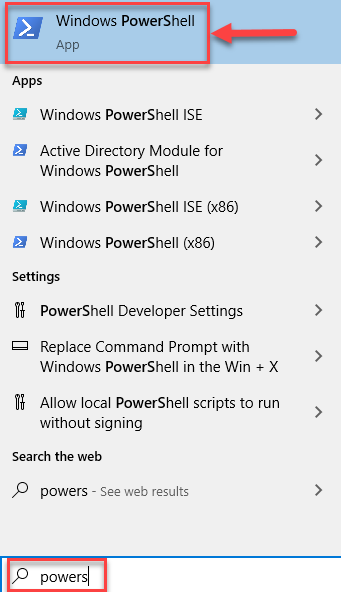 Windows PowerShell
App
Apps
Windows PowerShell ISE
Active Directory Module for
Windows PowerShell
Windows PowerShell ISE (x86)
Windows PowerShell (x86)
Settings
PowerShell Developer Settings
Replace Command Prompt with
Windows PowerShell in the Win + X
Allow local PowerShell scripts to run
without signing
Search the web
powers - See web results
powers